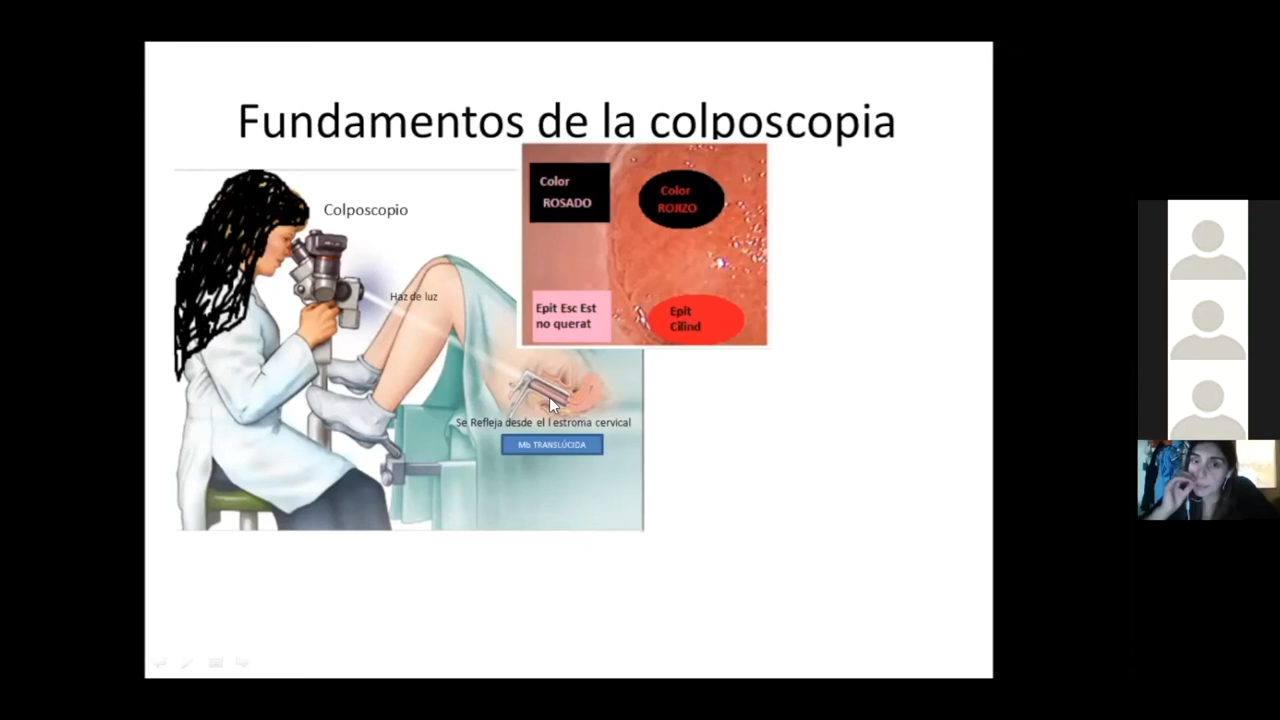 Fundamentos de la colposcopia
Colposcopio
Haz de luz
Color
ROSADO
Color
ROJIZO
Epit Esc Est
no querat
Epit
Cilind
Se Refleja desde el l estroma cervical
Mb TRANSLÚCIDA